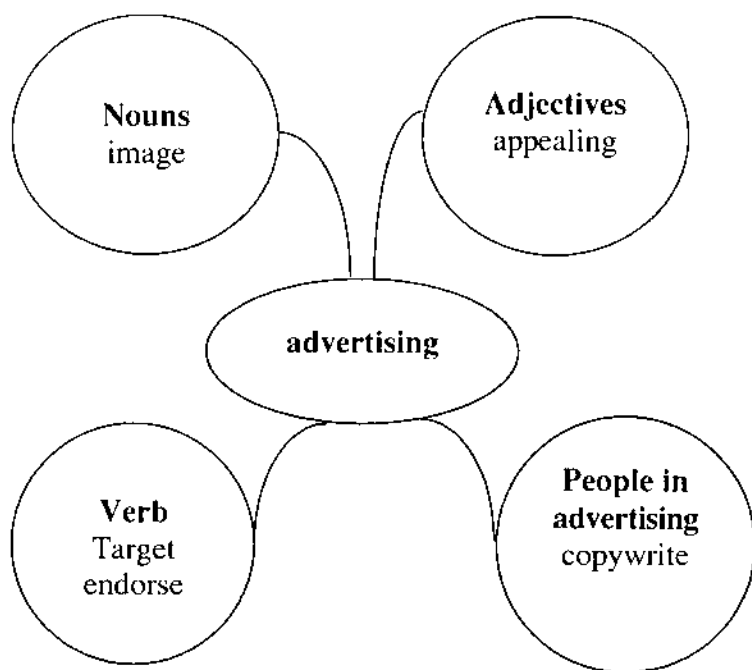 Nouns
image
Adjectives
appealing
advertising
Verb
Target
endorse
People in
advertising
copywrite